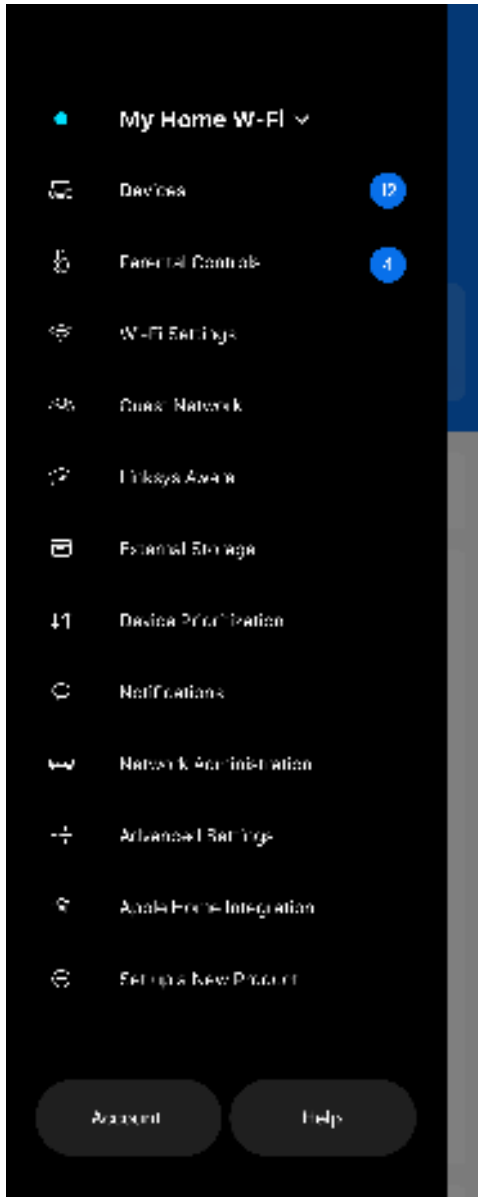 My Home W-Fi
Devices
12
Parental Controls
4
Wi-Fi Settings
Guest Network
Linksys Aware
External Storage
Device Prioritization
Notifications
Network Administration
Advanced Settings
Apple Home Integration
Set up a New Product
Account
Help